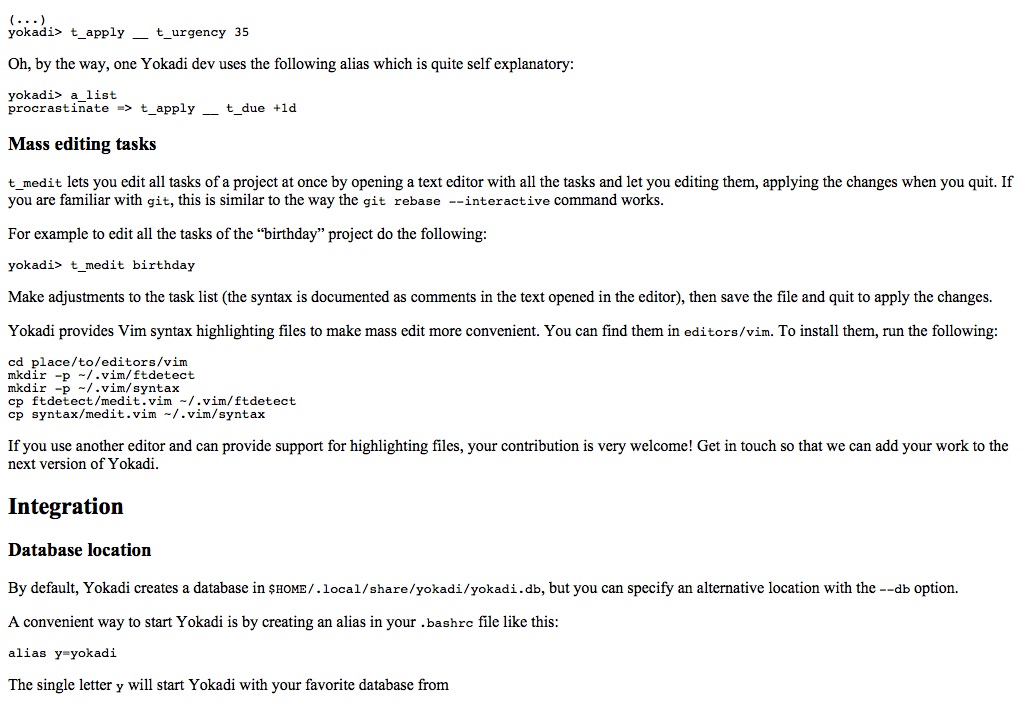 (...)
yokadi> t_apply __ t_urgency 35
Oh, by the way, one Yokadi dev uses the following alias which is quite self explanatory:
yokadi> a_list
procrastinate => t_apply __ t_due +1d
Mass editing tasks
t_medit lets you edit all tasks of a project at once by opening a text editor with all the tasks and let you editing them, applying the changes when you quit. If
you are familiar with git, this is similar to the way the git rebase --interactive command works.
For example to edit all the tasks of the “birthday” project do the following:
yokadi> t_medit birthday
Make adjustments to the task list (the syntax is documented as comments in the text opened in the editor), then save the file and quit to apply the changes.
Yokadi provides Vim syntax highlighting files to make mass edit more convenient. You can find them in editors/vim. To install them, run the following:
cd place/to/editors/vim
mkdir -p ~/.vim/ftdetect
mkdir -p ~/.vim/syntax
cp ftdetect/medit.vim ~/.vim/ftdetect
cp syntax/medit.vim ~/.vim/syntax
If you use another editor and can provide support for highlighting files, your contribution is very welcome! Get in touch so that we can add your work to the
next version of Yokadi.
Integration
Database location
By default, Yokadi creates a database in $HOME/.local/share/yokadi/yokadi.db, but you can specify an alternative location with the --db option.
A convenient way to start Yokadi is by creating an alias in your .bashrc file like this:
alias y=yokadi
The single letter y will start Yokadi with your favorite database from